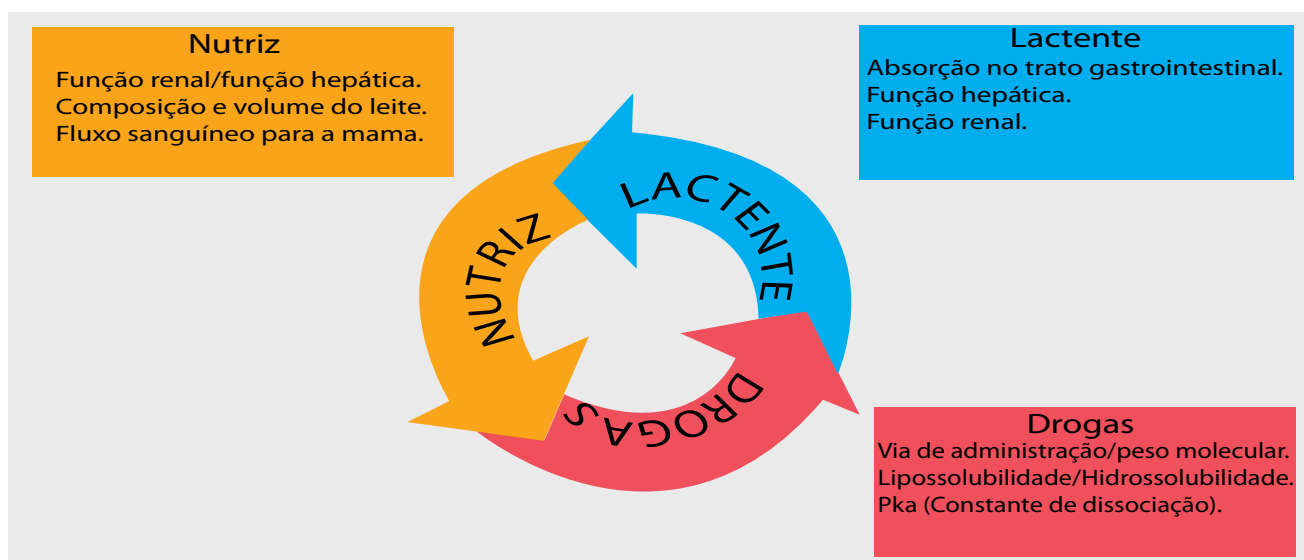 Nutriz
Função renal/função hepática.
Composição e volume do leite.
Fluxo sanguíneo para a mama.
Lactente
Absorção no trato gastrointestinal.
Função hepática.
Função renal.
LACTENTE
NUTRIZ
DROGAS
Drogas
Via de administração/peso molecular.
Lipossolubilidade/Hidrossolubilidade.
Pka (Constante de dissociação).